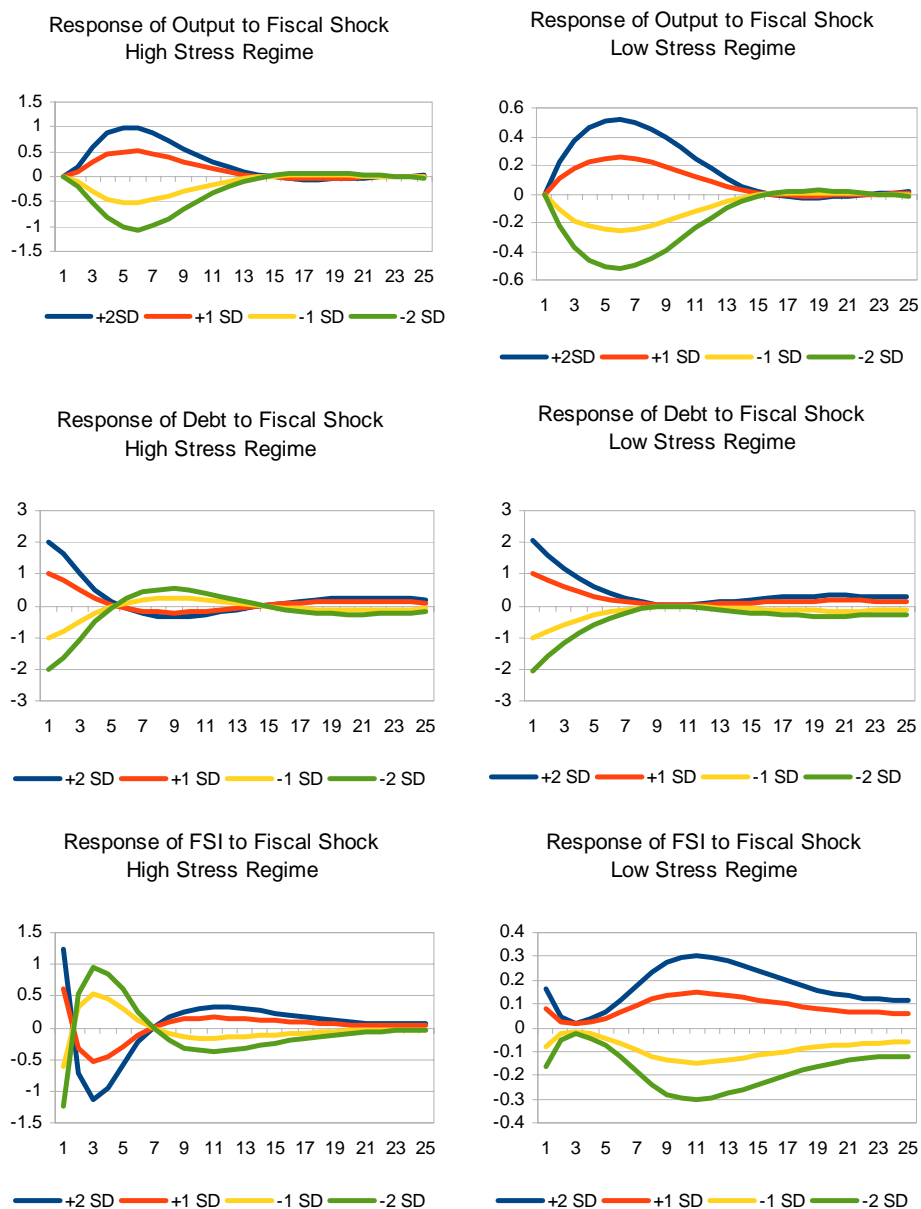 Response of Output to Fiscal Shock
High Stress Regime
1.5
1
0.5
0
-0.5
-1
-1.5
1 3 5 7 9 11 13 15 17 19 21 23 25
+2SD +1 SD -1 SD -2 SD
Response of Output to Fiscal Shock
Low Stress Regime
0.6
0.4
0.2
0
-0.2
-0.4
-0.6
1 3 5 7 9 11 13 15 17 19 21 23 25
+2SD +1 SD -1 SD -2 SD
Response of Debt to Fiscal Shock
High Stress Regime
3
2
1
0
-1
-2
-3
1 3 5 7 9 11 13 15 17 19 21 23 25
+2 SD +1 SD -1 SD -2 SD
Response of Debt to Fiscal Shock
Low Stress Regime
3
2
1
0
-1
-2
-3
1 3 5 7 9 11 13 15 17 19 21 23 25
+2 SD +1 SD -1 SD -2 SD
Response of FSI to Fiscal Shock
High Stress Regime
1.5
1
0.5
0
-0.5
-1
-1.5
1 3 5 7 9 11 13 15 17 19 21 23 25
+2 SD +1 SD -1 SD -2 SD
Response of FSI to Fiscal Shock
Low Stress Regime
0.4
0.3
0.2
0.1
0
-0.1
-0.2
-0.3
-0.4
1 3 5 7 9 11 13 15 17 19 21 23 25
+2 SD +1 SD -1 SD -2 SD